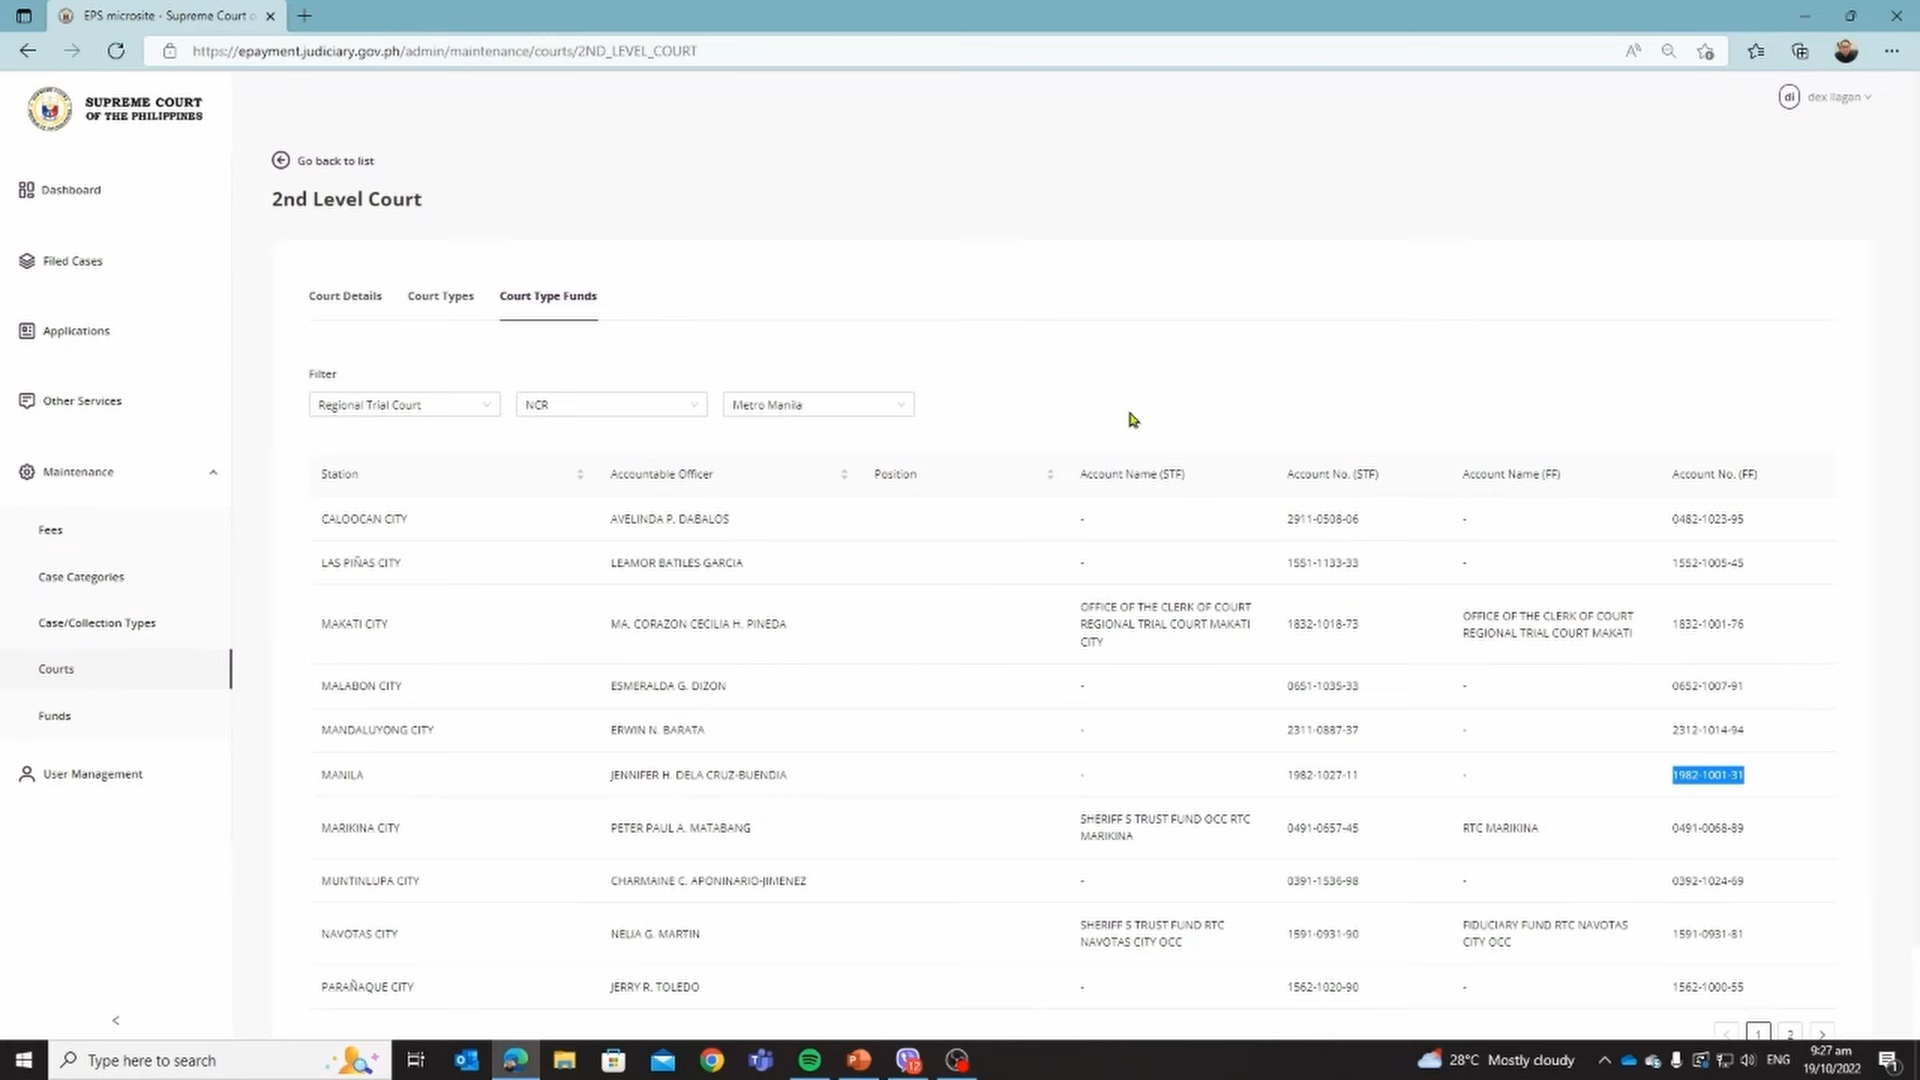 EPS microsite - Supreme Court o
https://epayment.judiciary.gov.ph/admin/maintenance/courts/2ND_LEVEL_COURT
SUPREME COURT
OF THE PHILIPPINES
di dex ilagan
Go back to list
2nd Level Court
Dashboard
Filed Cases
Applications
Other Services
Maintenance
Fees
Case Categories
Case/Collection Types
Courts
Funds
User Management
Court Details Court Types Court Type Funds
Filter
Regional Trial Court NCR Metro Manila
Station Accountable Officer Position Account Name (STF) Account No. (STF) Account Name (FF) Account No. (FF)
CALOOCAN CITY AVELINDA P. DABALOS - 2911-0508-06 - 0482-1023-95
LAS PIÑAS CITY LEAMOR BATILES GARCIA - 1551-1133-33 - 1552-1005-45
MAKATI CITY MA. CORAZON CECILIA H. PINEDA OFFICE OF THE CLERK OF COURT
REGIONAL TRIAL COURT MAKATI
CITY 1832-1018-73 OFFICE OF THE CLERK OF COURT
REGIONAL TRIAL COURT MAKATI 1832-1001-76
MALABON CITY ESMERALDA G. DIZON - 0651-1035-33 - 0652-1007-91
MANDALUYONG CITY ERWIN N. BARATA - 2311-0887-37 - 2312-1014-94
MANILA JENNIFER H. DELA CRUZ-BUENDIA - 1982-1027-11 - 1982-1001-31
MARIKINA CITY PETER PAUL A. MATABANG SHERIFF S TRUST FUND OCC RTC
MARIKINA 0491-0657-45 RTC MARIKINA 0491-0068-89
MUNTINLUPA CITY CHARMAINE C. APONINARIO-JIMENEZ - 0391-1536-98 - 0392-1024-69
NAVOTAS CITY NELIA G. MARTIN SHERIFF S TRUST FUND RTC
NAVOTAS CITY OCC 1591-0931-90 FIDUCIARY FUND RTC NAVOTAS
CITY OCC 1591-0931-81
PARAÑAQUE CITY JERRY R. TOLEDO - 1562-1020-90 - 1562-1000-55
< 1 2 >
Type here to search
12
28°C Mostly cloudy
ENG
9:27 am
19/10/2022
1